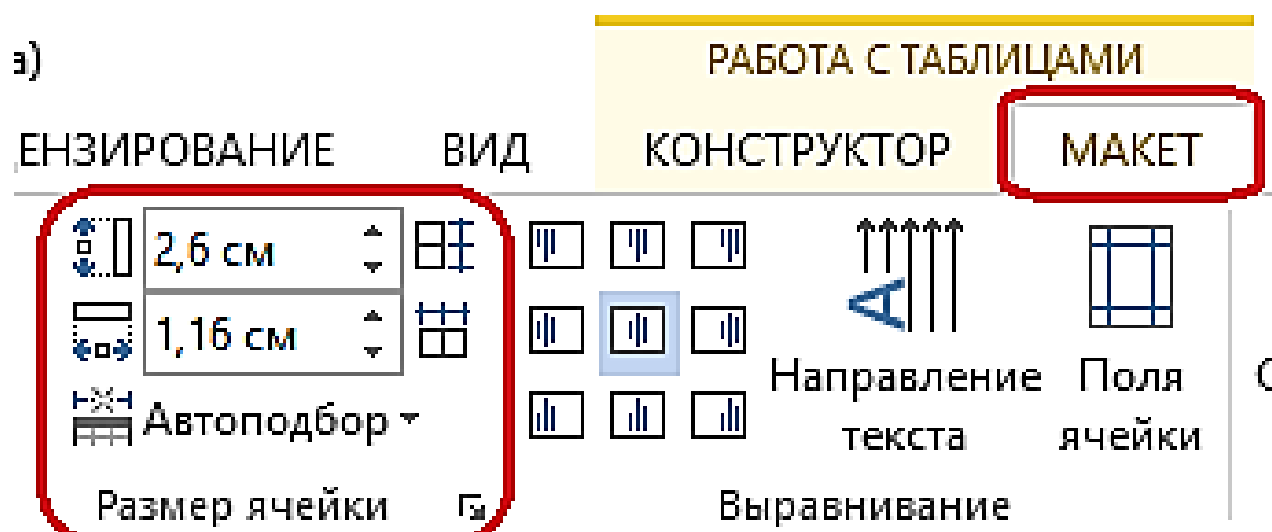 а)
РАБОТА С ТАБЛИЦАМИ
ЕНЗИРОВАНИЕ ВИД КОНСТРУКТОР МАКЕТ
2,6 см
1,16 см
Автоподбор
Направление текста
Поля ячейки
Размер ячейки
Выравнивание